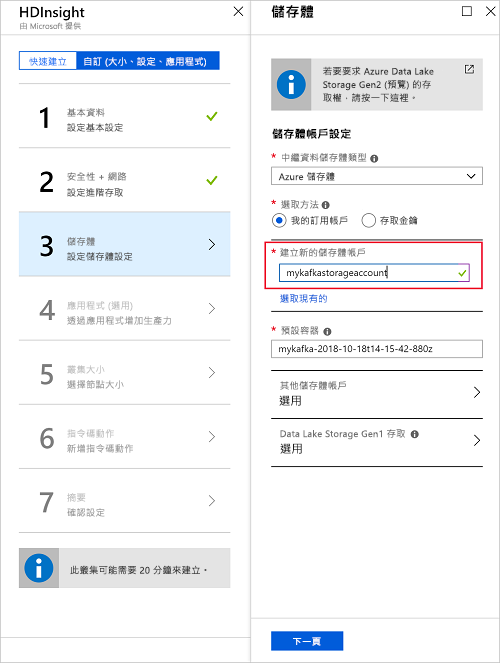 HDInsight
由 Microsoft 提供
快速建立
自訂 (大小、設定、應用程式)
1
基本資料
設定基本設定
2
安全性 + 網路
設定進階存取
3
儲存體
設定儲存體設定
4
應用程式 (選用)
透過應用程式增加生產力
5
叢集大小
選擇節點大小
6
指令碼動作
新增指令碼動作
7
摘要
確認設定
此叢集可能需要 20 分鐘來建立。
儲存體
若要要求 Azure Data Lake
Storage Gen2 (預覽) 的存
取權，請按一下這裡。
儲存體帳戶設定
* 中繼資料儲存體類型
Azure 儲存體
* 選取方法
我的訂用帳戶
存取金鑰
* 建立新的儲存體帳戶
mykafkastorageaccount
選取現有的
* 預設容器
mykafka-2018-10-18t14-15-42-880z
其他儲存體帳戶
選用
Data Lake Storage Gen1 存取
選用
下一頁